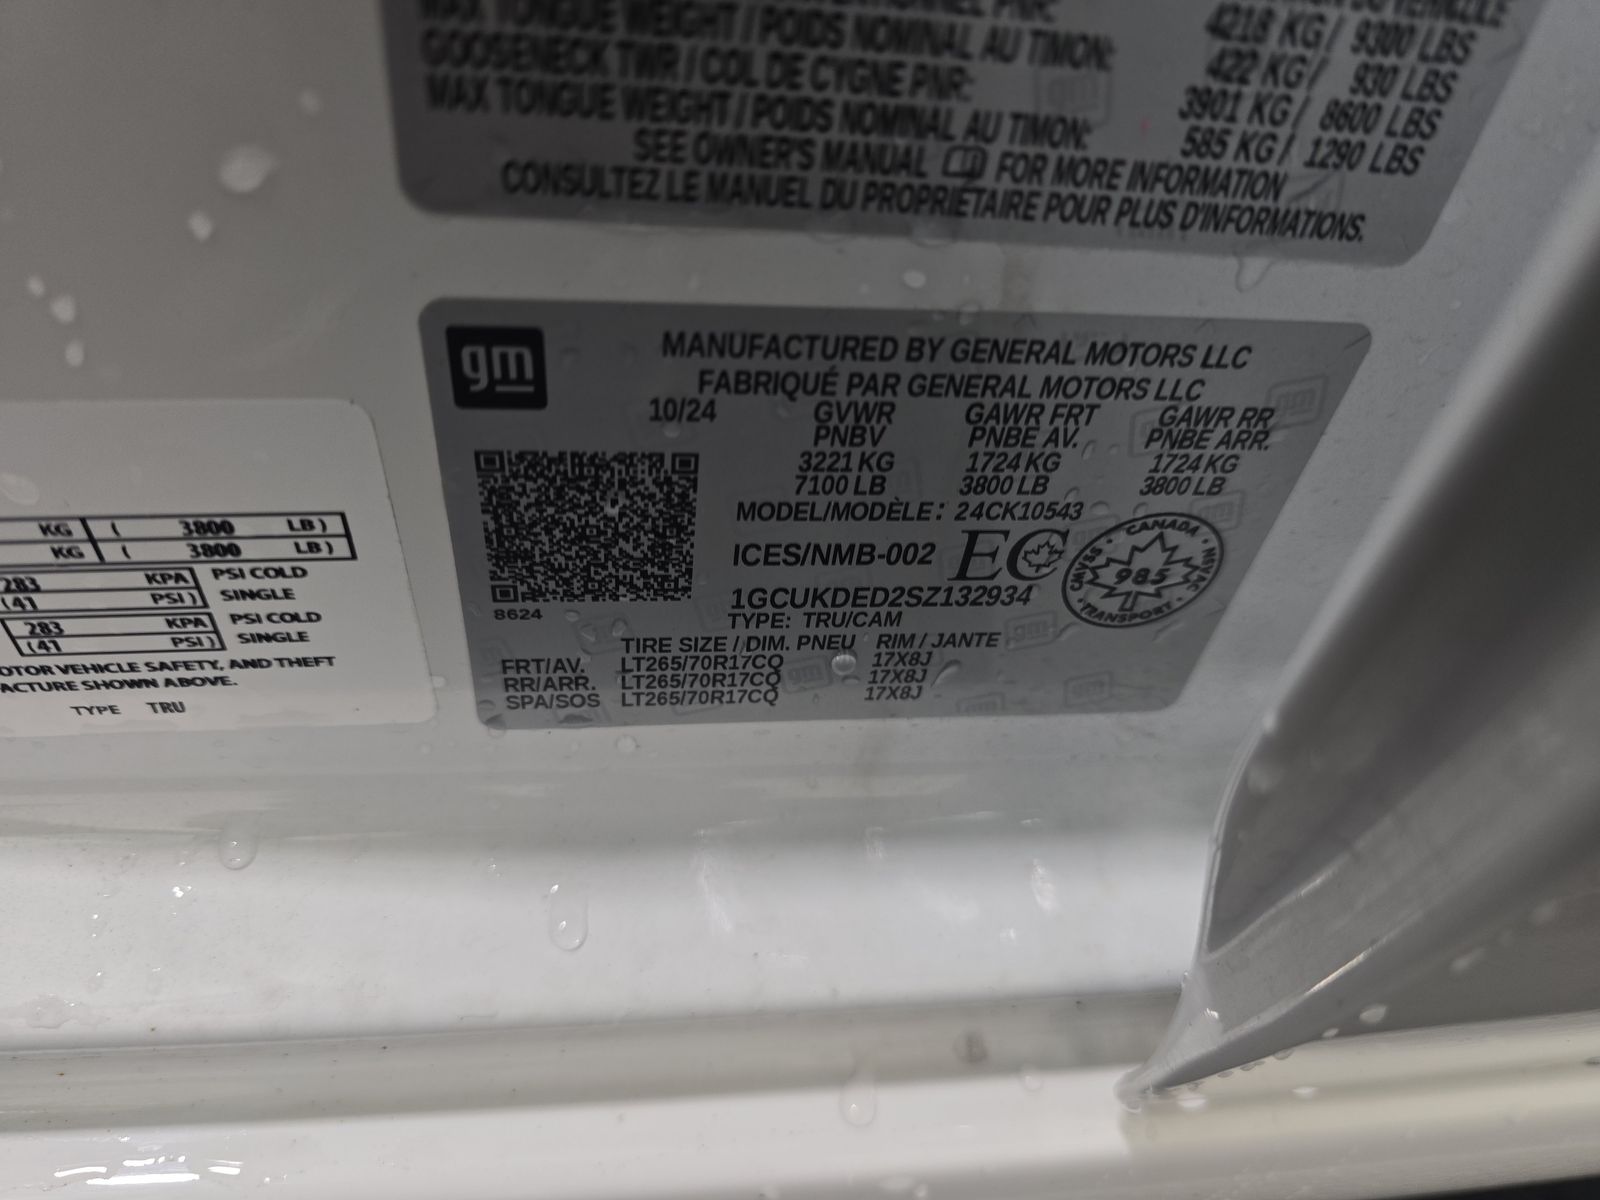 PNR:
4218 KG / 9300 LBS
MAX TONGUE WEIGHT / POIDS NOMINAL AU TIMON: 422 KG / 930 LBS
GOOSENECK TWR / COL DE CYGNE PNR: 3901 KG / 8600 LBS
MAX TONGUE WEIGHT / POIDS NOMINAL AU TIMON: 585 KG / 1290 LBS
SEE OWNER'S MANUAL FOR MORE INFORMATION
CONSULTEZ LE MANUEL DU PROPRIÉTAIRE POUR PLUS D'INFORMATIONS.
gm
MANUFACTURED BY GENERAL MOTORS LLC
FABRIQUÉ PAR GENERAL MOTORS LLC
10/24 GVWR GAWR FRT GAWR RR
PNBV PNBE AV. PNBE ARR.
3221 KG 1724 KG 1724 KG
7100 LB 3800 LB 3800 LB
MODEL/MODÈLE: 24CK10543
ICES/NMB-002 EC
CANADA
CMVSS 985 NSVAC
TRANSPORT
8624
1GCUKDED2SZ132934
TYPE: TRU/CAM
TIRE SIZE / DIM. PNEU RIM / JANTE
FRT/AV. LT265/70R17CQ 17X8J
RR/ARR. LT265/70R17CQ 17X8J
SPA/SOS LT265/70R17CQ 17X8J
KG ( 3800 LB )
KG ( 3800 LB )
283 KPA PSI COLD
(41 PSI ) SINGLE
283 KPA PSI COLD
(41 PSI ) SINGLE
OTOR VEHICLE SAFETY, AND THEFT
ACTURE SHOWN ABOVE.
TYPE TRU